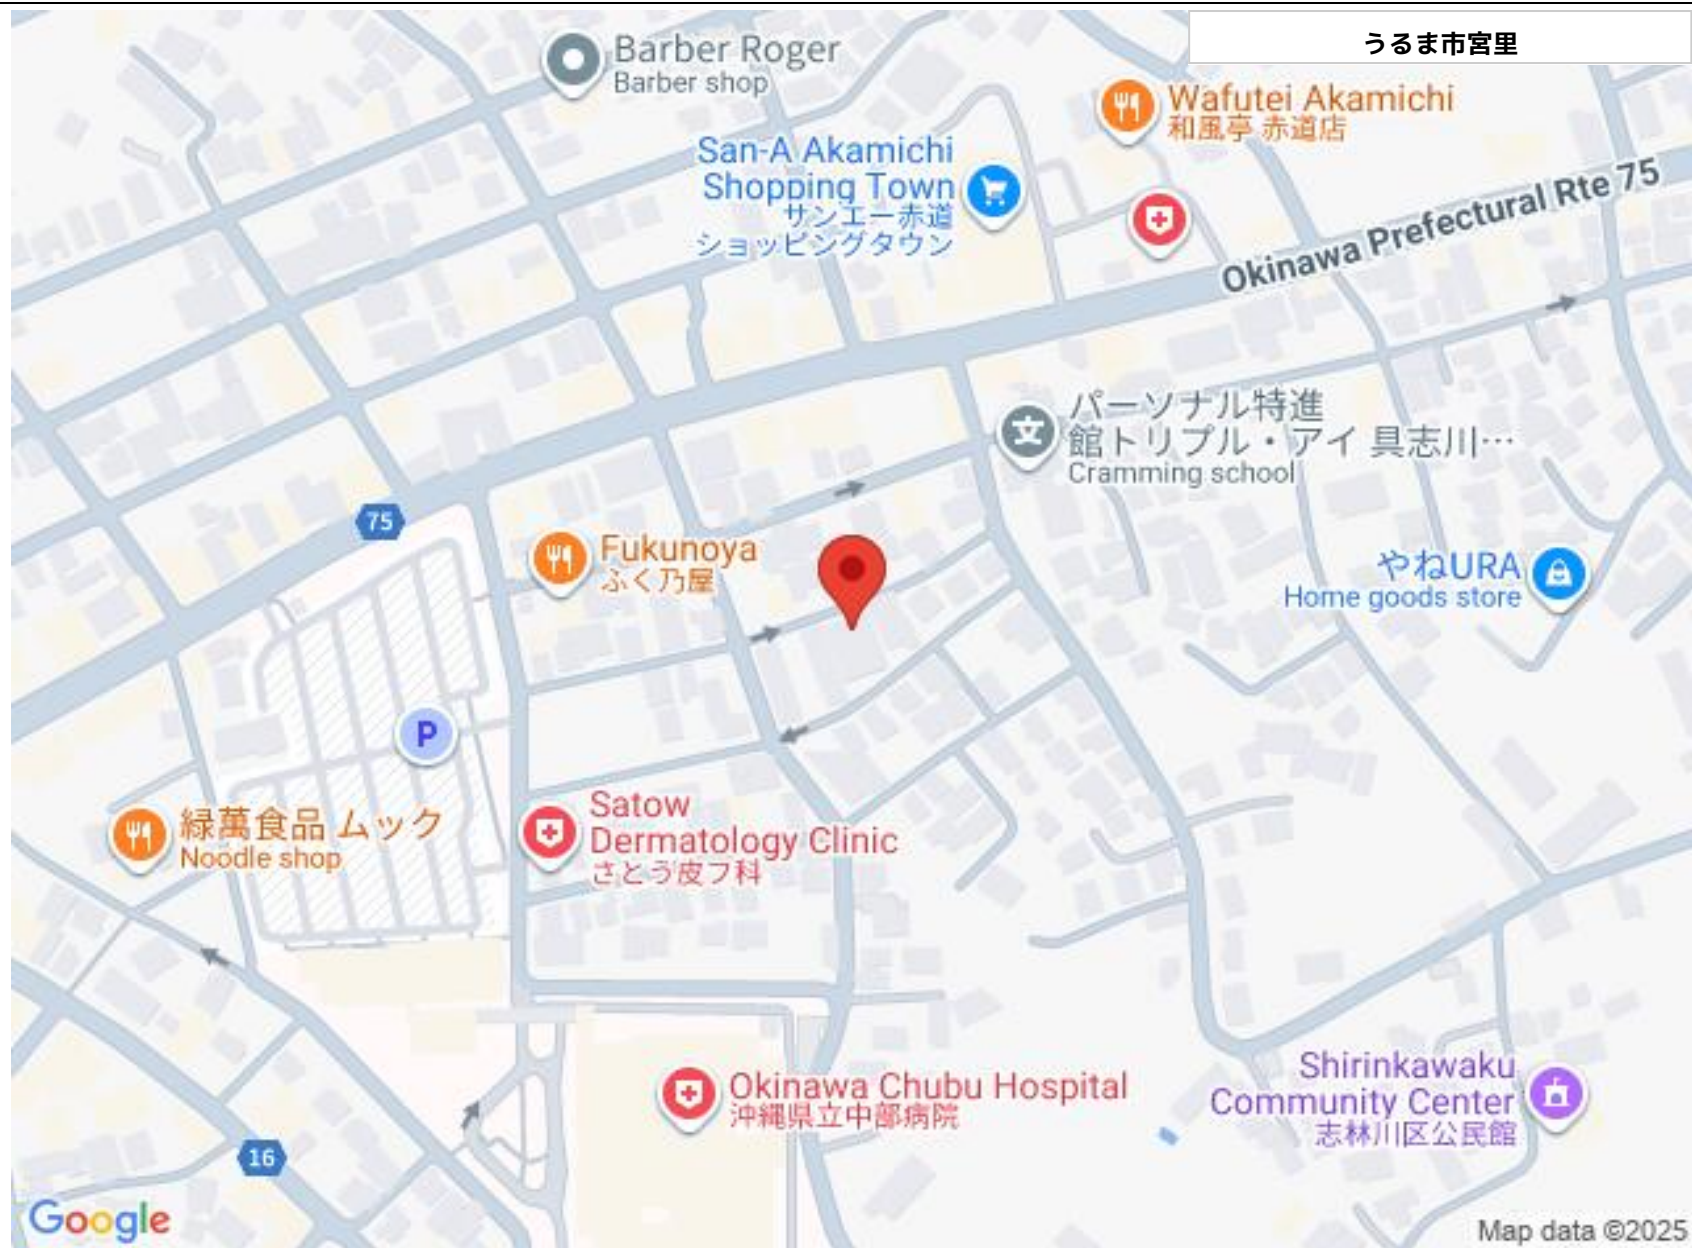 うるま市宮里
Barber Roger
Barber shop
Wafutei Akamichi
和風亭 赤道店
San-A Akamichi
Shopping Town
サンエー赤道
ショッピングタウン
Okinawa Prefectural Rte 75
パーソナル特進
館トリプル・アイ 具志川…
Cramming school
75
Fukunoya
ふく乃屋
やねURA
Home goods store
P
緑萬食品 ムック
Noodle shop
Satow
Dermatology Clinic
さとう皮フ科
Okinawa Chubu Hospital
沖縄県立中部病院
Shirinkawaku
Community Center
志林川区公民館
16
Google
Map data ©2025